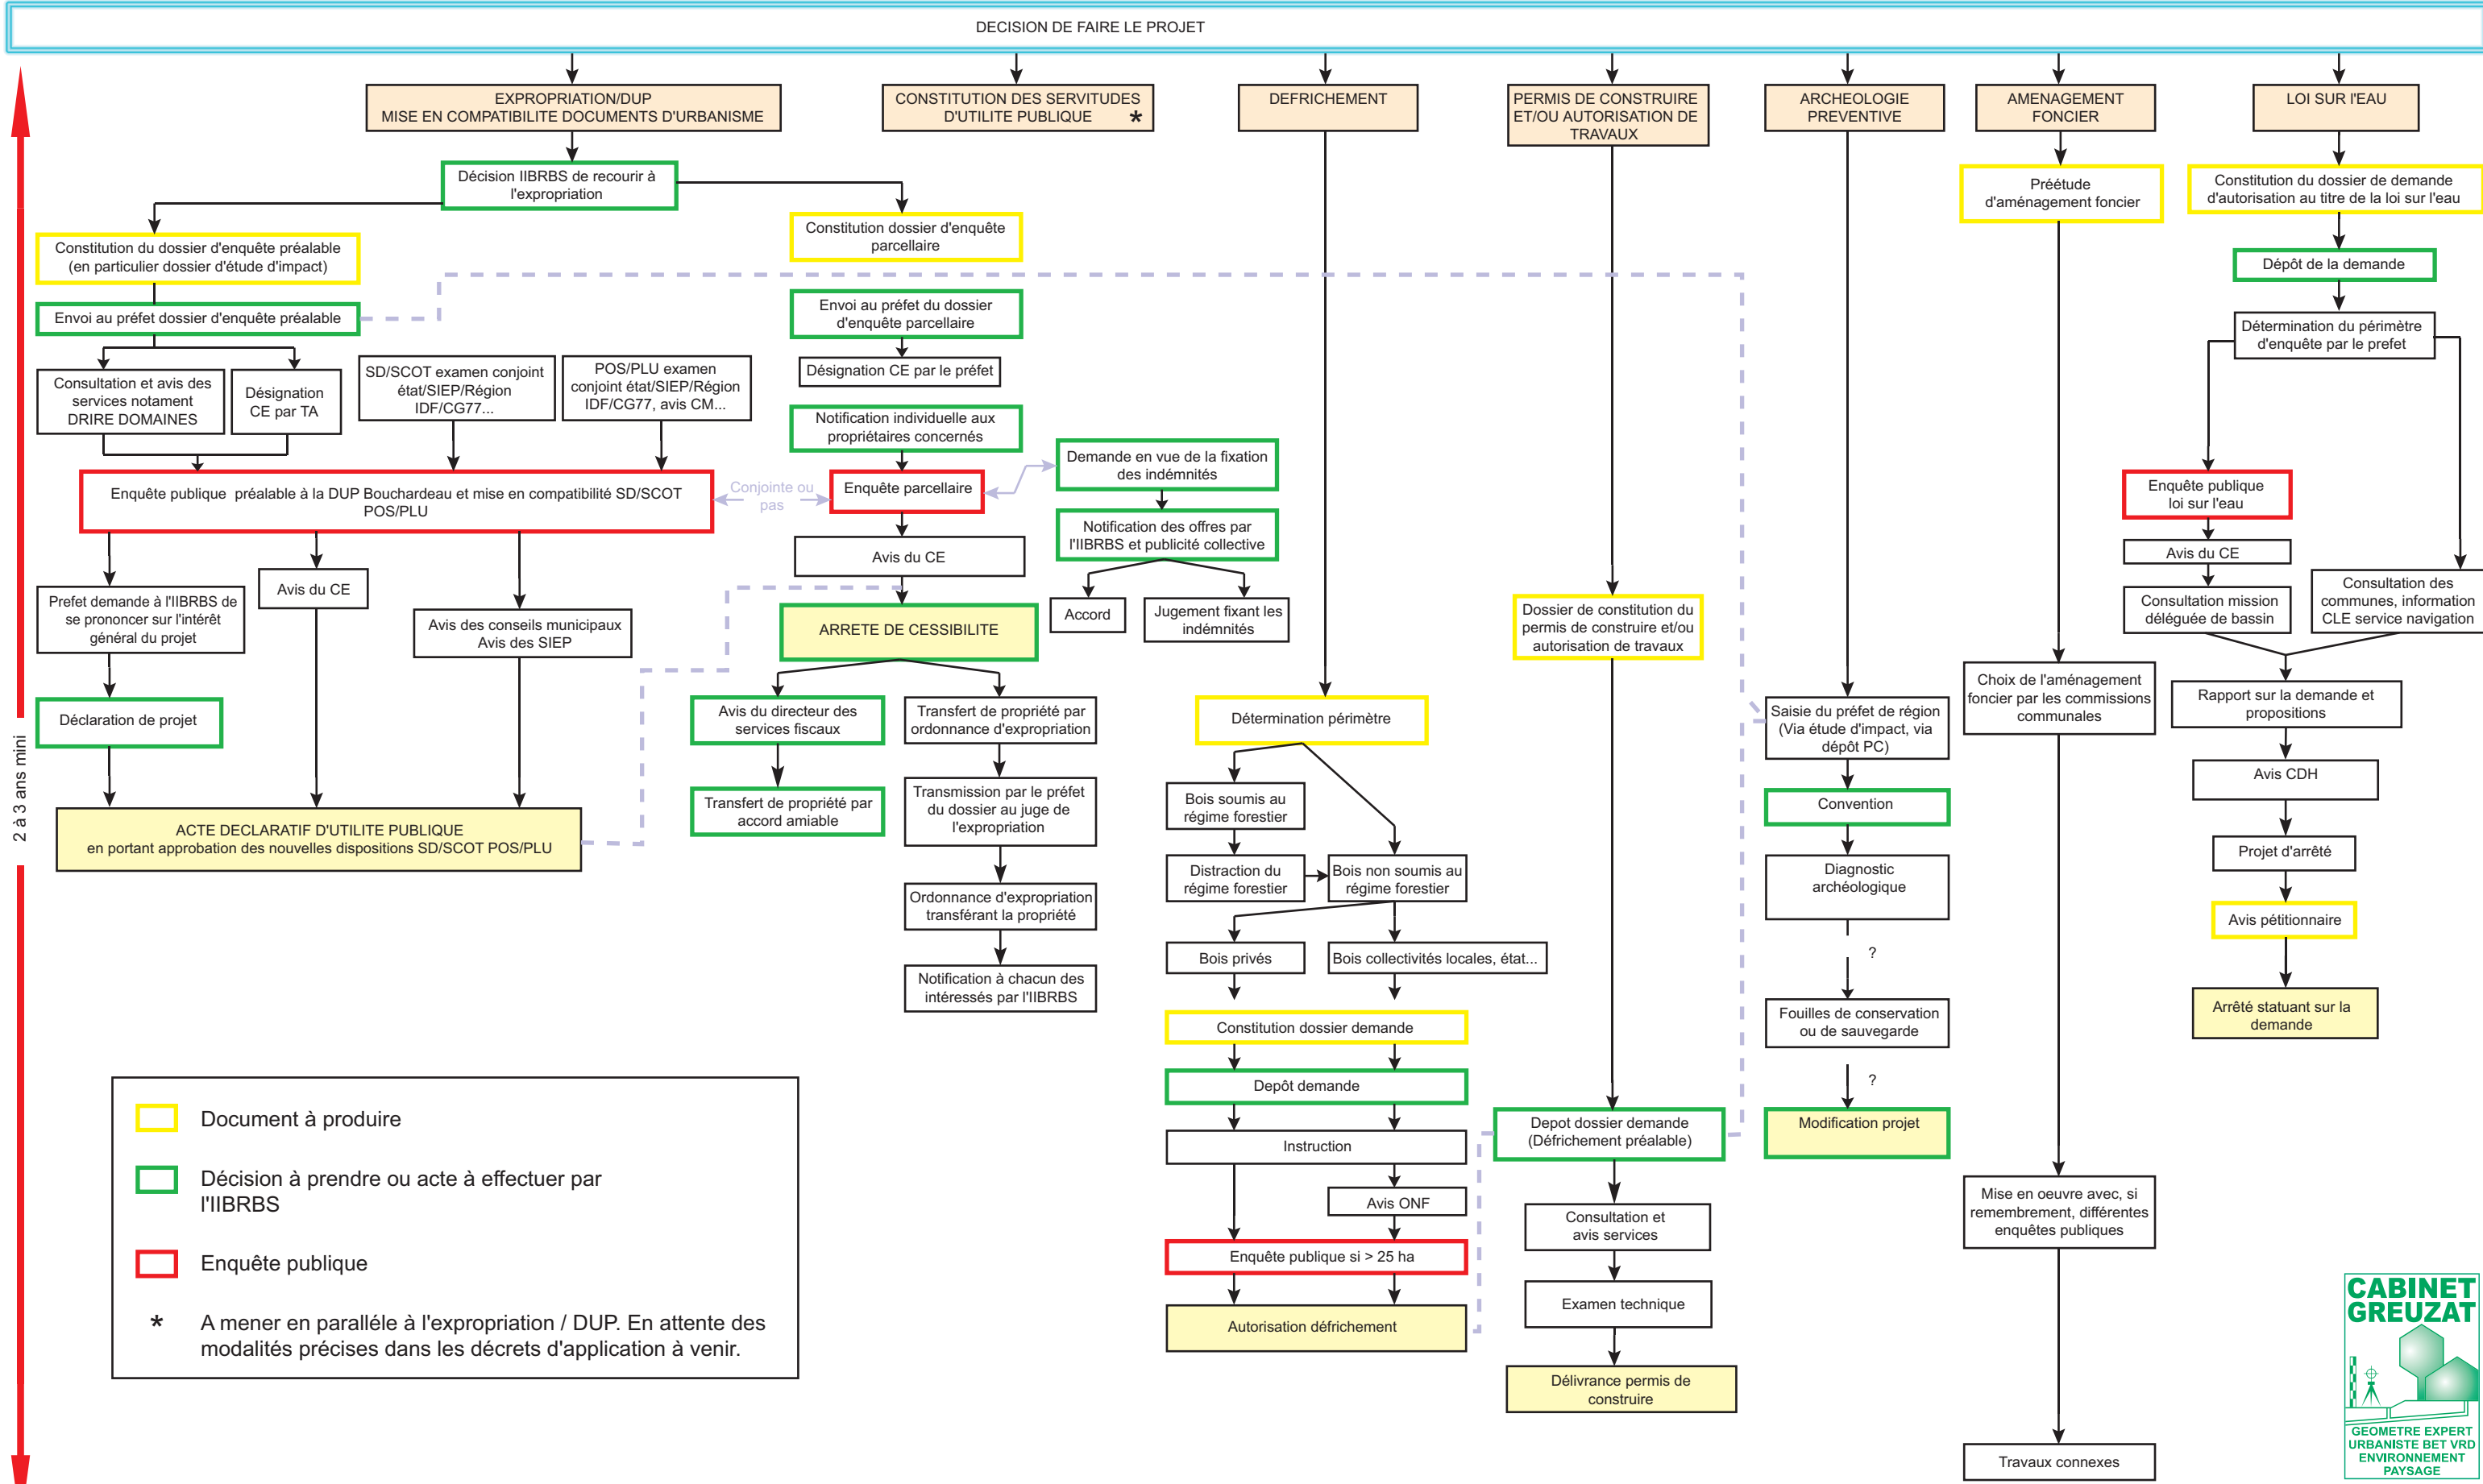 DECISION DE FAIRE LE PROJET
2 à 3 ans mini
EXPROPRIATION/DUP
MISE EN COMPATIBILITE DOCUMENTS D'URBANISME
CONSTITUTION DES SERVITUDES
D'UTILITE PUBLIQUE *
DEFRICHEMENT
PERMIS DE CONSTRUIRE
ET/OU AUTORISATION DE
TRAVAUX
ARCHEOLOGIE
PREVENTIVE
AMENAGEMENT
FONCIER
LOI SUR l'EAU
Décision IIBRBS de recourir à
l'expropriation
Constitution du dossier d'enquête préalable
(en particulier dossier d'étude d'impact)
Envoi au préfet dossier d'enquête préalable
Consultation et avis des
services notament
DRIRE DOMAINES
Désignation
CE par TA
SD/SCOT examen conjoint
état/SIEP/Région
IDF/CG77...
POS/PLU examen
conjoint état/SIEP/Région
IDF/CG77, avis CM...
Enquête publique préalable à la DUP Bouchardeau et mise en compatibilité SD/SCOT
POS/PLU
Conjointe ou
pas
Prefet demande à l'IIBRBS de
se prononcer sur l'intérêt
général du projet
Avis du CE
Avis des conseils municipaux
Avis des SIEP
Déclaration de projet
ACTE DECLARATIF D'UTILITE PUBLIQUE
en portant approbation des nouvelles dispositions SD/SCOT POS/PLU
Constitution dossier d'enquête
parcellaire
Envoi au préfet du dossier
d'enquête parcellaire
Désignation CE par le préfet
Notification individuelle aux
propriétaires concernés
Enquête parcellaire
Avis du CE
ARRETE DE CESSIBILITE
Avis du directeur des
services fiscaux
Transfert de propriété par
accord amiable
Transfert de propriété par
ordonnance d'expropriation
Transmission par le préfet
du dossier au juge de
l'expropriation
Ordonnance d'expropriation
transférant la propriété
Notification à chacun des
intéressés par l'IIBRBS
Demande en vue de la fixation
des indémnités
Notification des offres par
l'IIBRBS et publicité collective
Accord
Jugement fixant les
indémnités
Détermination périmètre
Bois soumis au
régime forestier
Distraction du
régime forestier
Bois non soumis au
régime forestier
Bois privés
Bois collectivités locales, état...
Constitution dossier demande
Depôt demande
Instruction
Avis ONF
Enquête publique si > 25 ha
Autorisation défrichement
Dossier de constitution du
permis de construire et/ou
autorisation de travaux
Depot dossier demande
(Défrichement préalable)
Consultation et
avis services
Examen technique
Délivrance permis de
construire
Saisie du préfet de région
(Via étude d'impact, via
dépôt PC)
Convention
Diagnostic
archéologique
?
Fouilles de conservation
ou de sauvegarde
?
Modification projet
Préétude
d'aménagement foncier
Choix de l'aménagement
foncier par les commissions
communales
Mise en oeuvre avec, si
remembrement, différentes
enquêtes publiques
Travaux connexes
Constitution du dossier de demande
d'autorisation au titre de la loi sur l'eau
Dépôt de la demande
Détermination du périmètre
d'enquête par le prefet
Enquête publique
loi sur l'eau
Avis du CE
Consultation mission
déléguée de bassin
Consultation des
communes, information
CLE service navigation
Rapport sur la demande et
propositions
Avis CDH
Projet d'arrêté
Avis pétitionnaire
Arrêté statuant sur la
demande
Document à produire
Décision à prendre ou acte à effectuer par
l'IIBRBS
Enquête publique
* A mener en paralléle à l'expropriation / DUP. En attente des
modalités précises dans les décrets d'application à venir.
CABINET
GREUZAT
GEOMETRE EXPERT
URBANISTE BET VRD
ENVIRONNEMENT
PAYSAGE